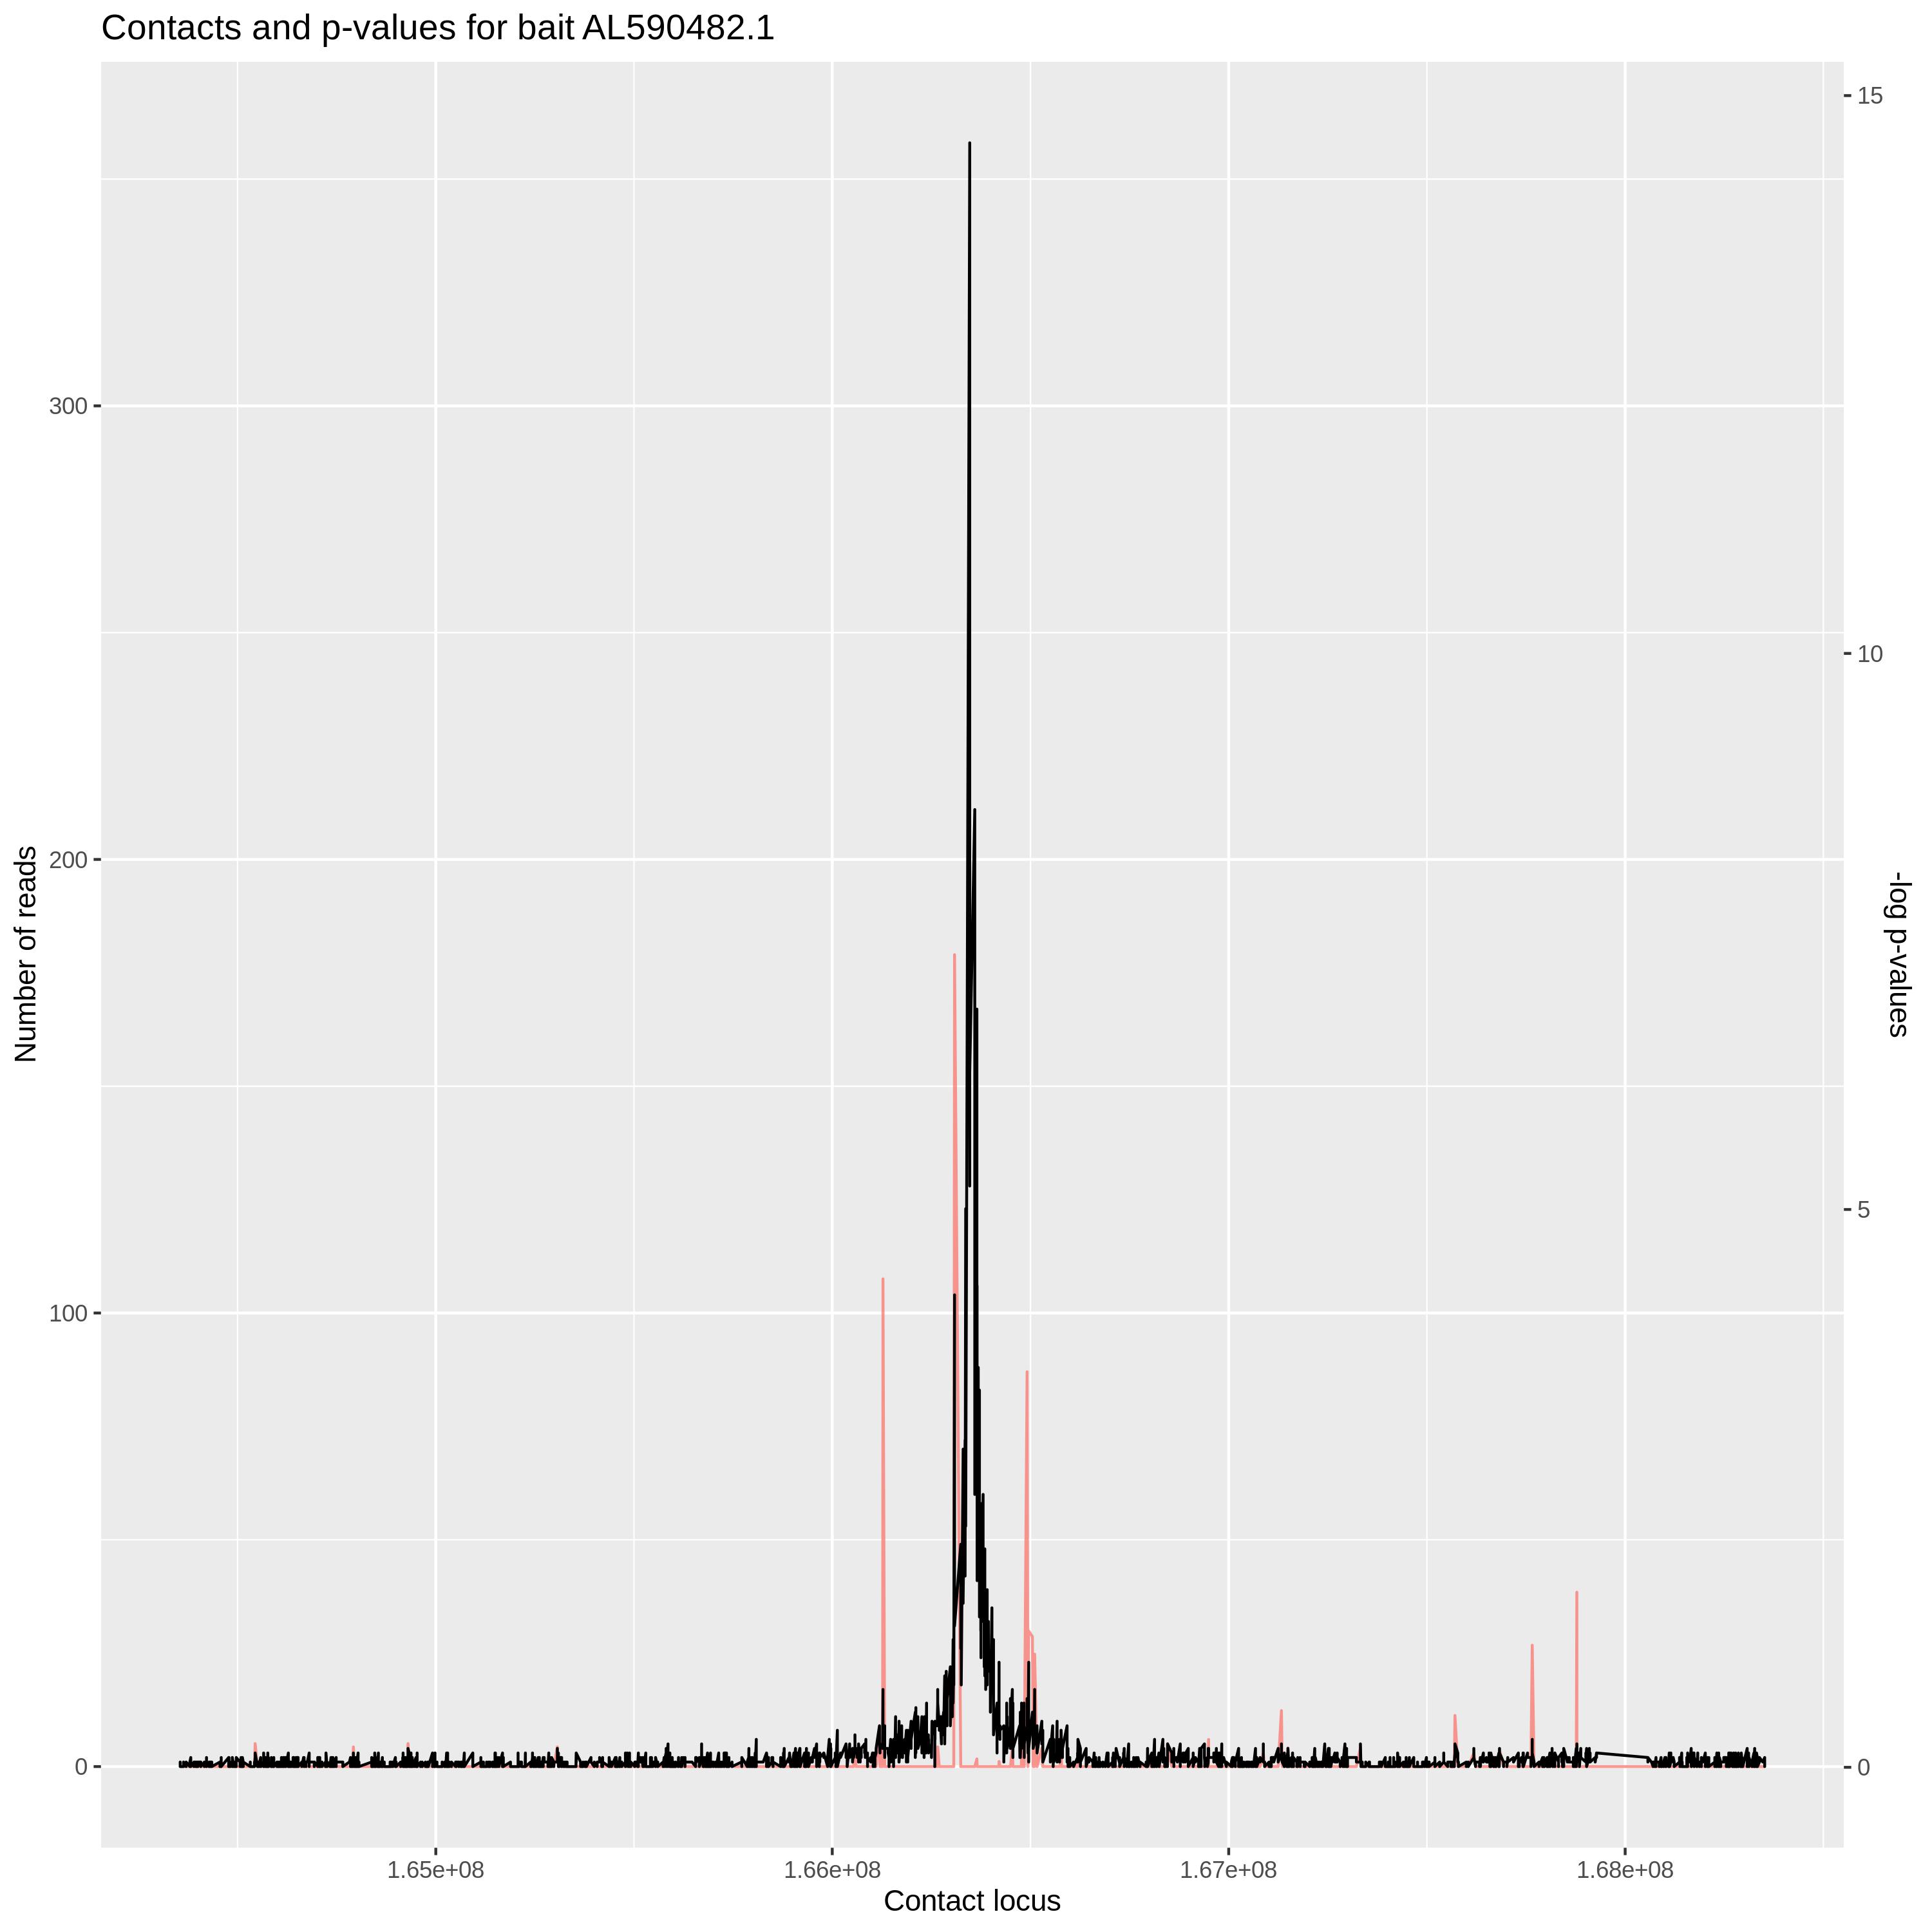 Contacts and p-values for bait AL590482.1
15
300
10
200
Number of reads
-log p-values
5
100
0
0
1.65e+08
1.66e+08
1.67e+08
1.68e+08
Contact locus